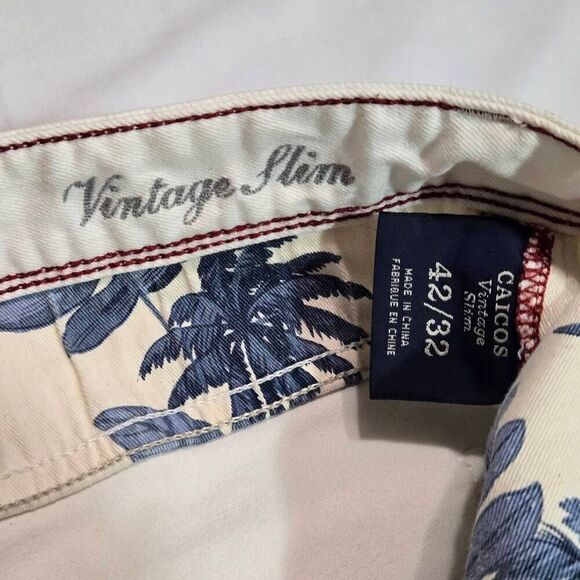 Vintage Slim
CAICOS
Vintage
Slim
42/32
MADE IN CHINA
FABRIQUE EN CHINE